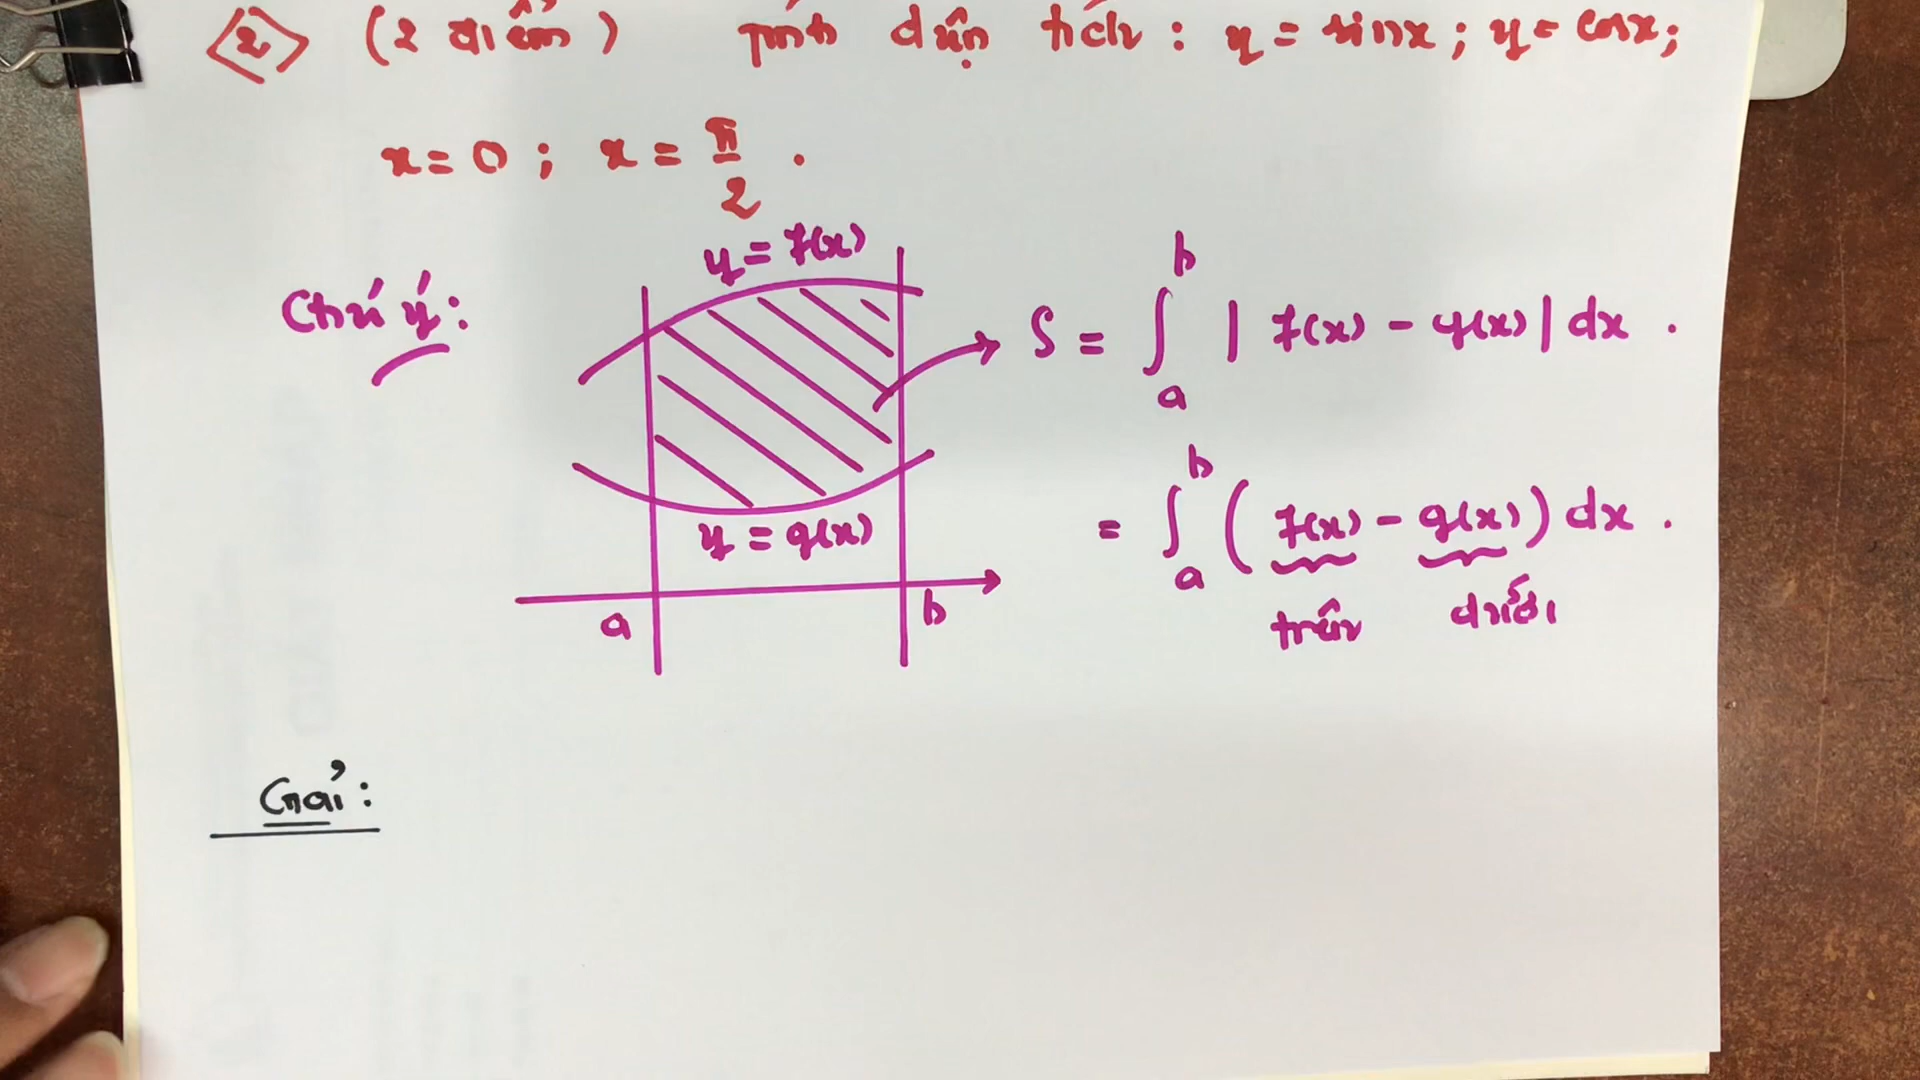 2 (2 điểm) Tính diện tích : y = sinx ; y = cosx ;
x = 0 ; x = π/2 .
Chú ý :
y = f(x)
S = ∫_a^b | f(x) - g(x) | dx .
= ∫_a^b ( f(x) - g(x) ) dx .
trên dưới
y = g(x)
a b
Giải :